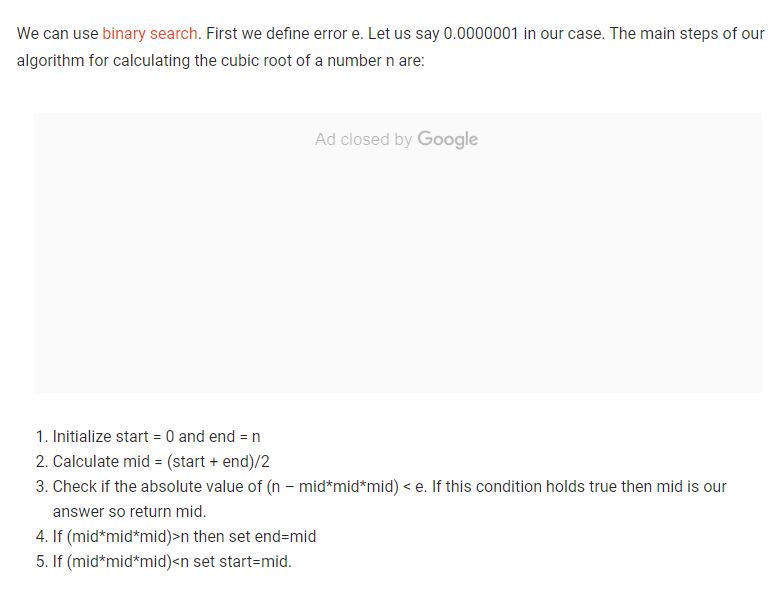 We can use binary search. First we define error e. Let us say 0.0000001 in our case. The main steps of our
algorithm for calculating the cubic root of a number n are:
Ad closed by Google
1. Initialize start = 0 and end = n
2. Calculate mid = (start + end)/2
3. Check if the absolute value of (n – mid*mid*mid) < e. If this condition holds true then mid is our
answer so return mid.
4. If (mid*mid*mid)>n then set end=mid
5. If (mid*mid*mid)<n set start=mid.